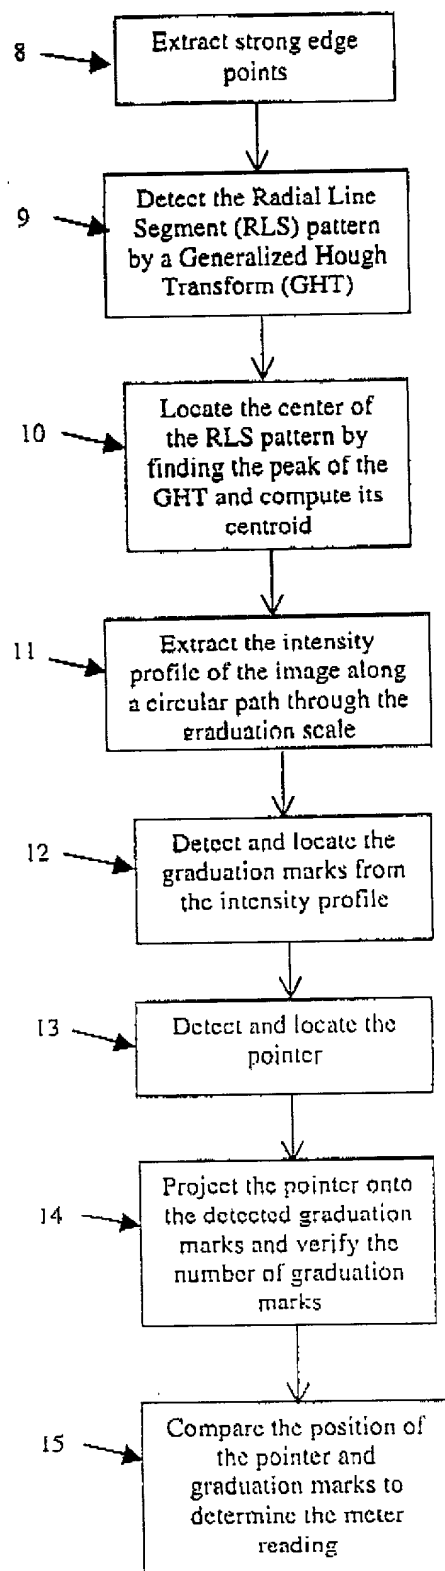 8
Extract strong edge
points
9
Detect the Radial Line
Segment (RLS) pattern
by a Generalized Hough
Transform (GHT)
10
Locate the center of
the RLS pattern by
finding the peak of the
GHT and compute its
centroid
11
Extract the intensity
profile of the image along
a circular path through the
graduation scale
12
Detect and locate the
graduation marks from
the intensity profile
13
Detect and locate the
pointer
14
Project the pointer onto
the detected graduation
marks and verify the
number of graduation
marks
15
Compare the position of
the pointer and
graduation marks to
determine the meter
reading